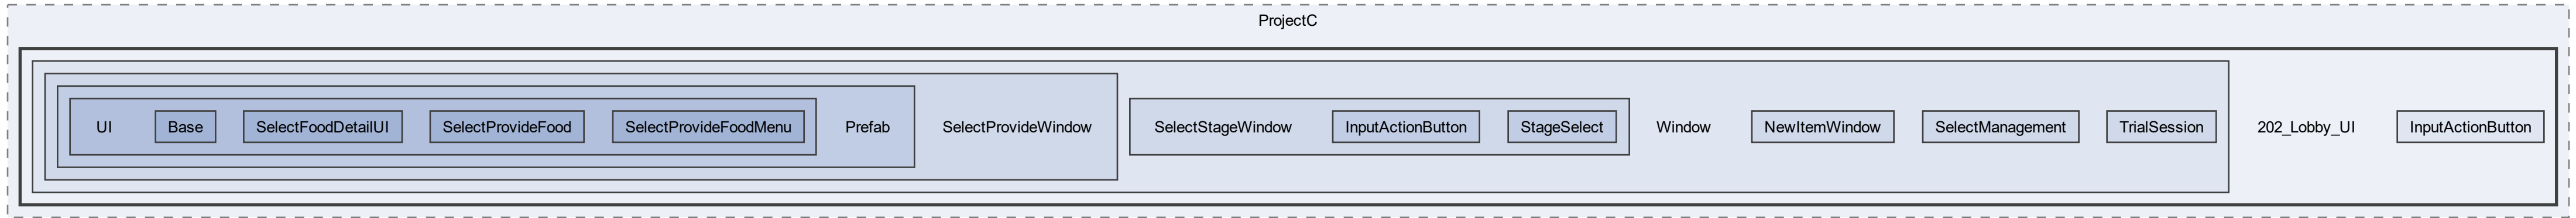 ProjectC
UI
Base
SelectFoodDetailUI
SelectProvideFood
SelectProvideFoodMenu
Prefab
SelectProvideWindow
SelectStageWindow
InputActionButton
StageSelect
Window
NewItemWindow
SelectManagement
TrialSession
202_Lobby_UI
InputActionButton